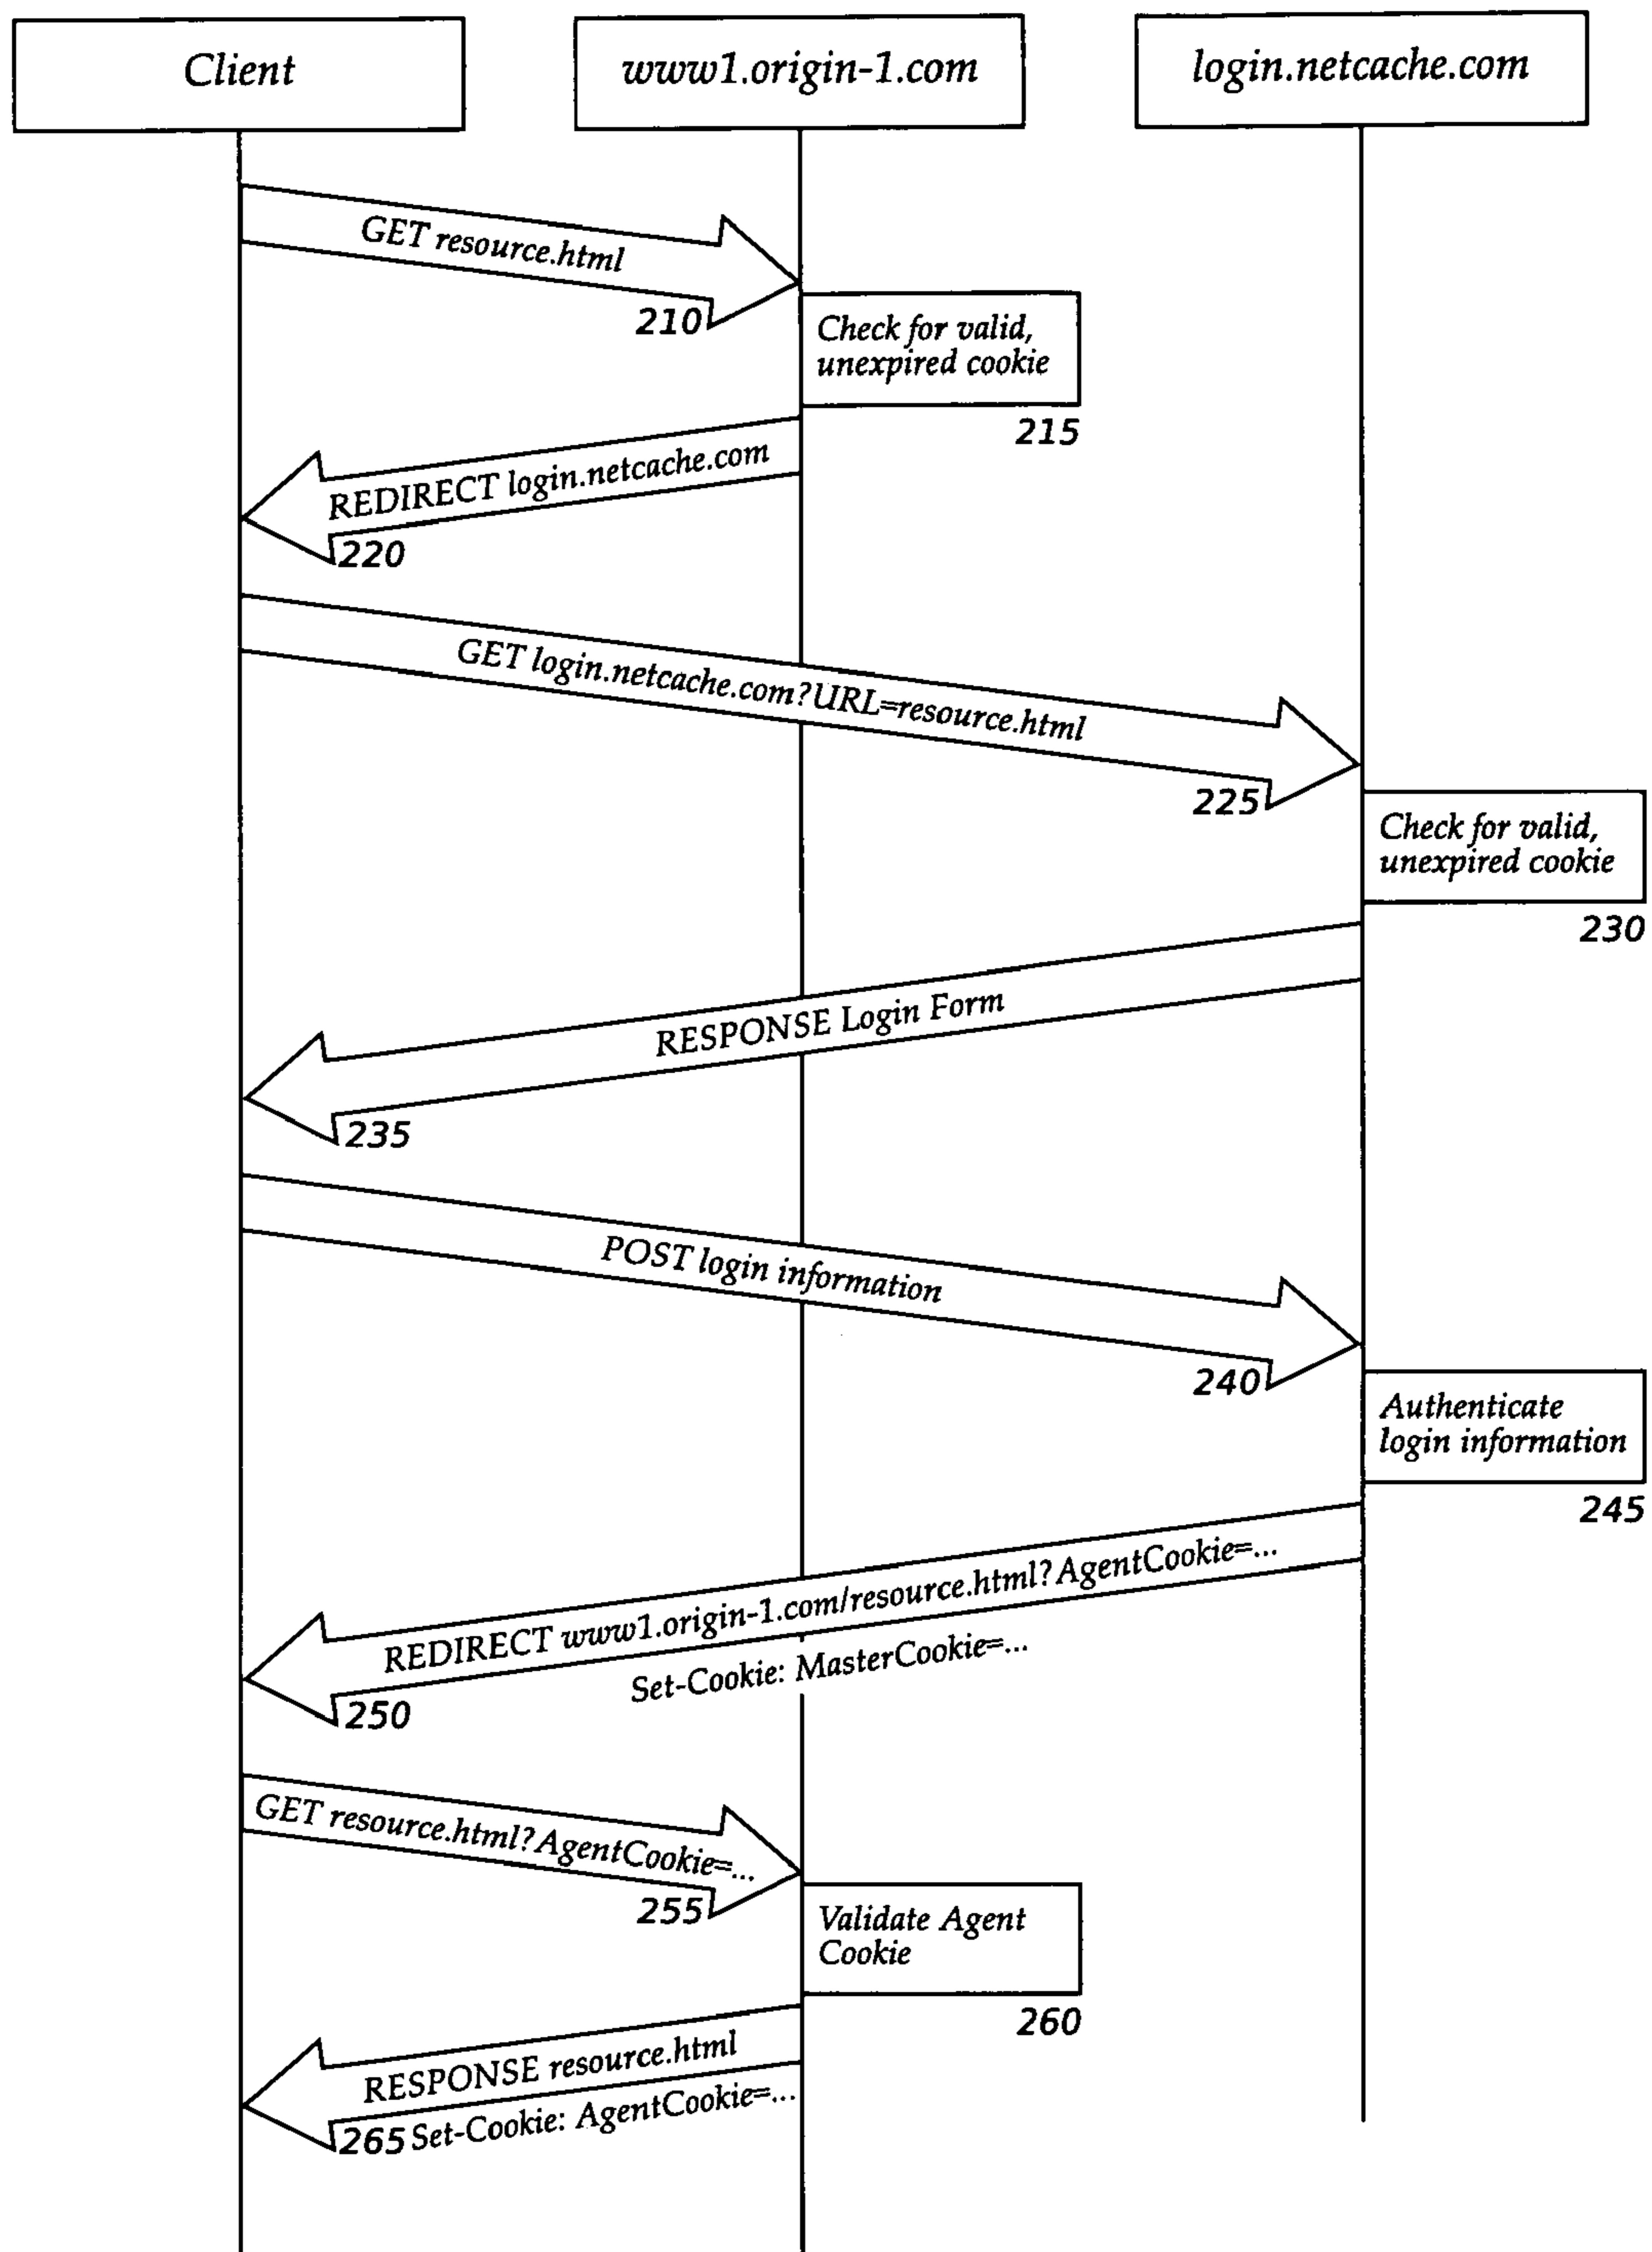 Client
www1.origin-1.com
login.netcache.com
GET resource.html
210
Check for valid,
unexpired cookie
215
REDIRECT login.netcache.com
220
GET login.netcache.com?URL=resource.html
225
Check for valid,
unexpired cookie
230
RESPONSE Login Form
235
POST login information
240
Authenticate
login information
245
REDIRECT www1.origin-1.com/resource.html?AgentCookie=...
Set-Cookie: MasterCookie=...
250
GET resource.html?AgentCookie=...
255
Validate Agent
Cookie
260
RESPONSE resource.html
265 Set-Cookie: AgentCookie=...